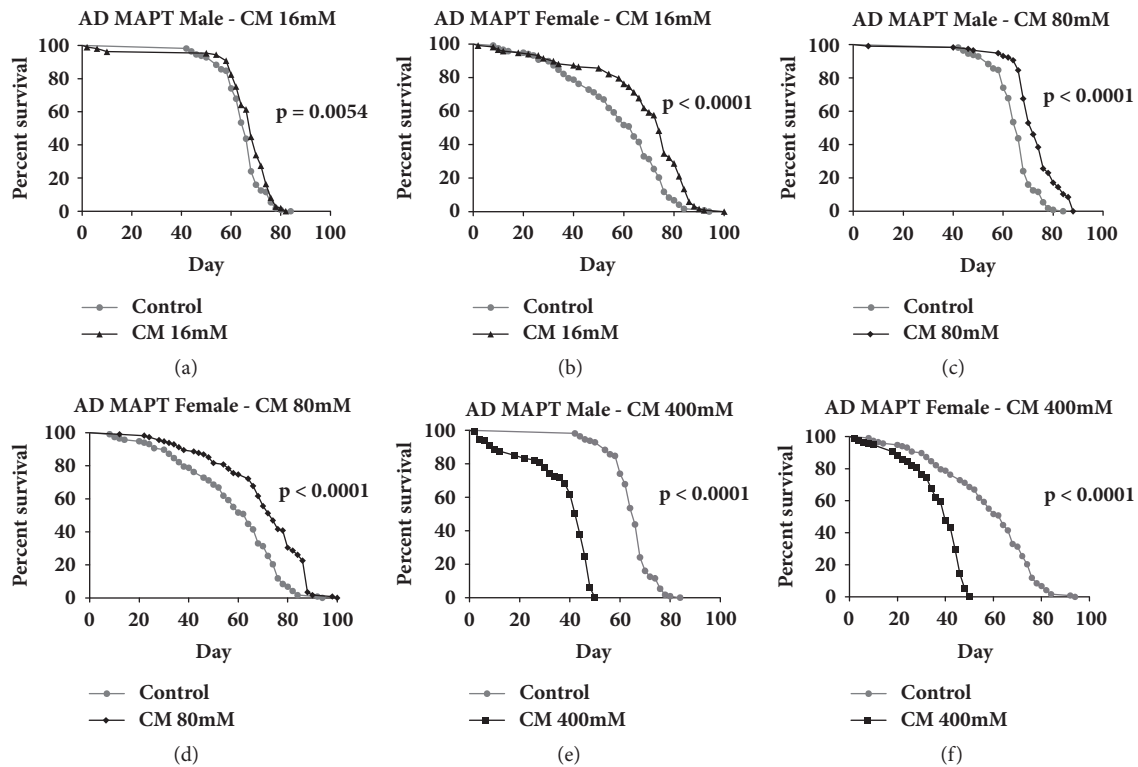 AD MAPT Male - CM 16mM
Percent survival
100
80
60
40
20
0
p = 0.0054
0 20 40 60 80 100
Day
Control
CM 16mM
(a)
AD MAPT Female - CM 16mM
Percent survival
100
80
60
40
20
0
p < 0.0001
0 20 40 60 80 100
Day
Control
CM 16mM
(b)
AD MAPT Male - CM 80mM
Percent survival
100
80
60
40
20
0
p < 0.0001
0 20 40 60 80 100
Day
Control
CM 80mM
(c)
AD MAPT Female - CM 80mM
Percent survival
100
80
60
40
20
0
p < 0.0001
0 20 40 60 80 100
Day
Control
CM 80mM
(d)
AD MAPT Male - CM 400mM
Percent survival
100
80
60
40
20
0
p < 0.0001
0 20 40 60 80 100
Day
Control
CM 400mM
(e)
AD MAPT Female - CM 400mM
Percent survival
100
80
60
40
20
0
p < 0.0001
0 20 40 60 80 100
Day
Control
CM 400mM
(f)